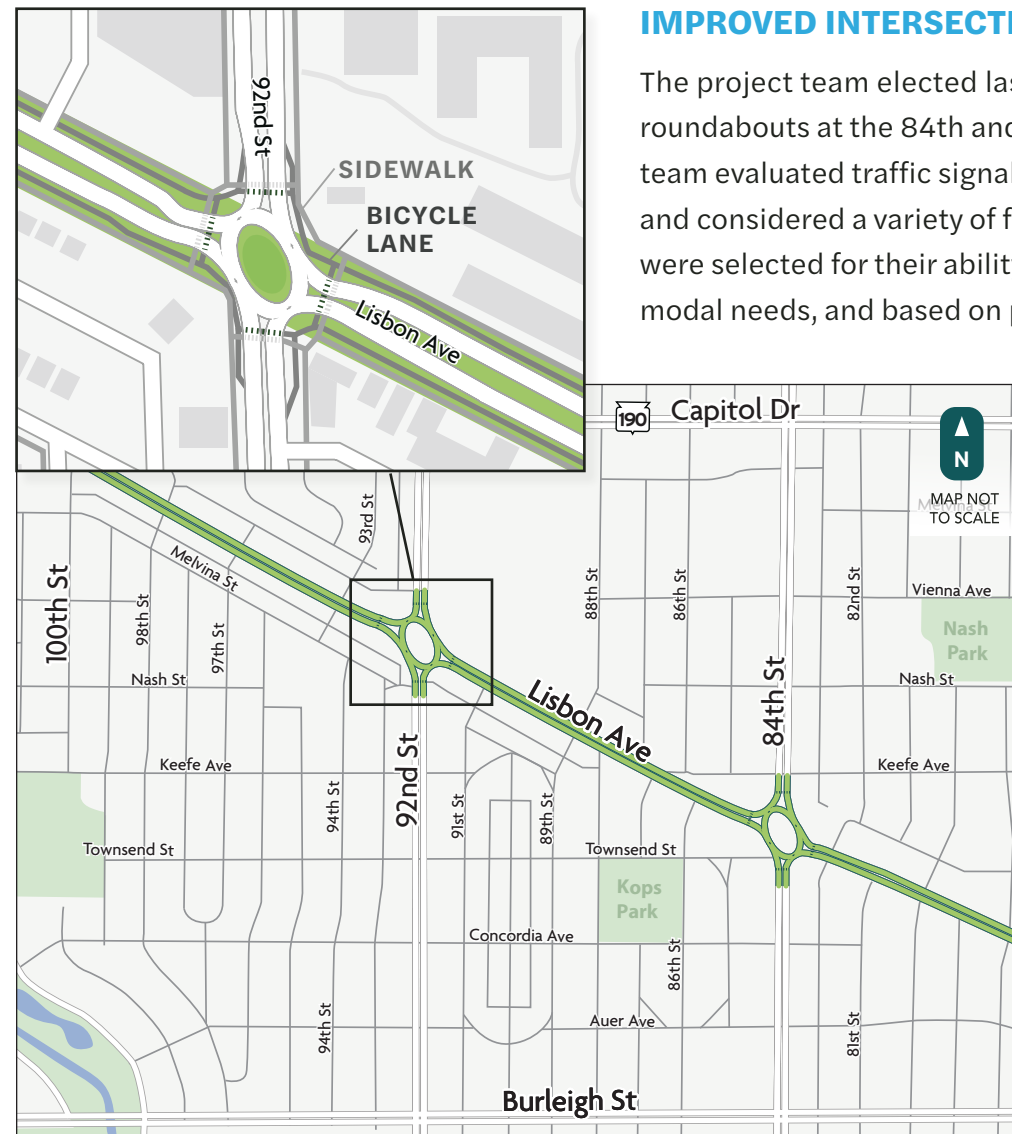 IMPROVED INTERSECTI
The project team elected las
roundabouts at the 84th and
team evaluated traffic signal
and considered a variety of f
were selected for their ability
modal needs, and based on p
92nd St
SIDEWALK
BICYCLE
LANE
Lisbon Ave
190
Capitol Dr
N
MAP NOT
TO SCALE
Melvina St
93rd St
Melvina St
100th St
98th St
97th St
88th St
86th St
82nd St
Vienna Ave
Nash
Park
Nash St
Nash St
Lisbon Ave
84th St
92nd St
Keefe Ave
Keefe Ave
94th St
91st St
89th St
Townsend St
Townsend St
Kops
Park
Concordia Ave
86th St
94th St
Auer Ave
81st St
Burleigh St